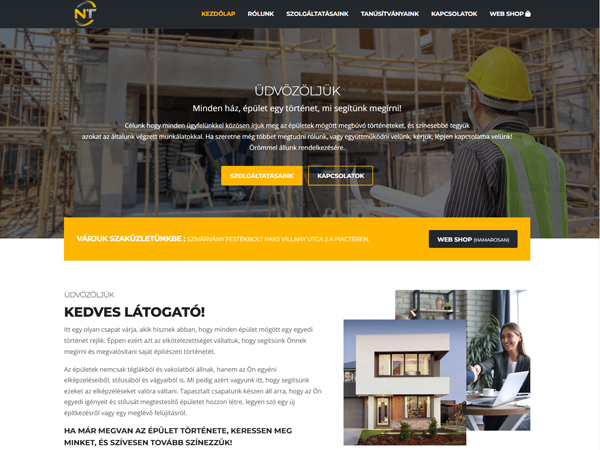 NT
KEZDŐLAP RÓLUNK SZOLGÁLTATÁSAINK TANÚSÍTVÁNYAINK KAPCSOLATOK WEB SHOP
ÜDVÖZÖLJÜK
Minden ház, épület egy történet, mi segítünk megírni!
Célunk hogy minden ügyfelünkkel közösen írjuk meg az épületek mögött megbúvó történeteket, és színesebbé tegyük
azokat az általunk végzett munkálatokkal. Ha szeretne még többet megtudni rólunk, vagy együttműködni velünk, kérjük, lépjen kapcsolatba velünk!
Örömmel állunk rendelkezésére.
SZOLGÁLTATÁSAINK KAPCSOLATOK
VÁRJUK SZAKÜZLETÜNKBE : SZIVÁRVÁNY FESTÉKBOLT PAKS VILLANY UTCA 2 A PIACTÉREN.
WEB SHOP (HAMAROSAN)
ÜDVÖZÖLJÜK
KEDVES LÁTOGATÓ!
Itt egy olyan csapat várja, akik hisznek abban, hogy minden épület mögött egy egyedi
történet rejlik. Éppen ezért azt az elkötelezettséget vállaltuk, hogy segítsünk Önnek
megírni és megvalósítani saját építészeti történetét.
Az épületek nemcsak téglákból és vakolatból állnak, hanem az Ön egyéni
elképzeléseiből, stílusából és vágyaiból is. Mi pedig azért vagyunk itt, hogy segítsünk
ezeket az elképzeléseket valóra váltani. Tapasztalt csapatunk készen áll arra, hogy az Ön
egyedi igényeit és stílusát megtestesítő épületet hozzon létre, legyen szó egy új
építkezésről vagy egy meglévő felújításról.
HA MÁR MEGVAN AZ ÉPÜLET TÖRTÉNETE, KERESSEN MEG
MINKET, ÉS SZÍVESEN TOVÁBB SZÍNEZZÜK!